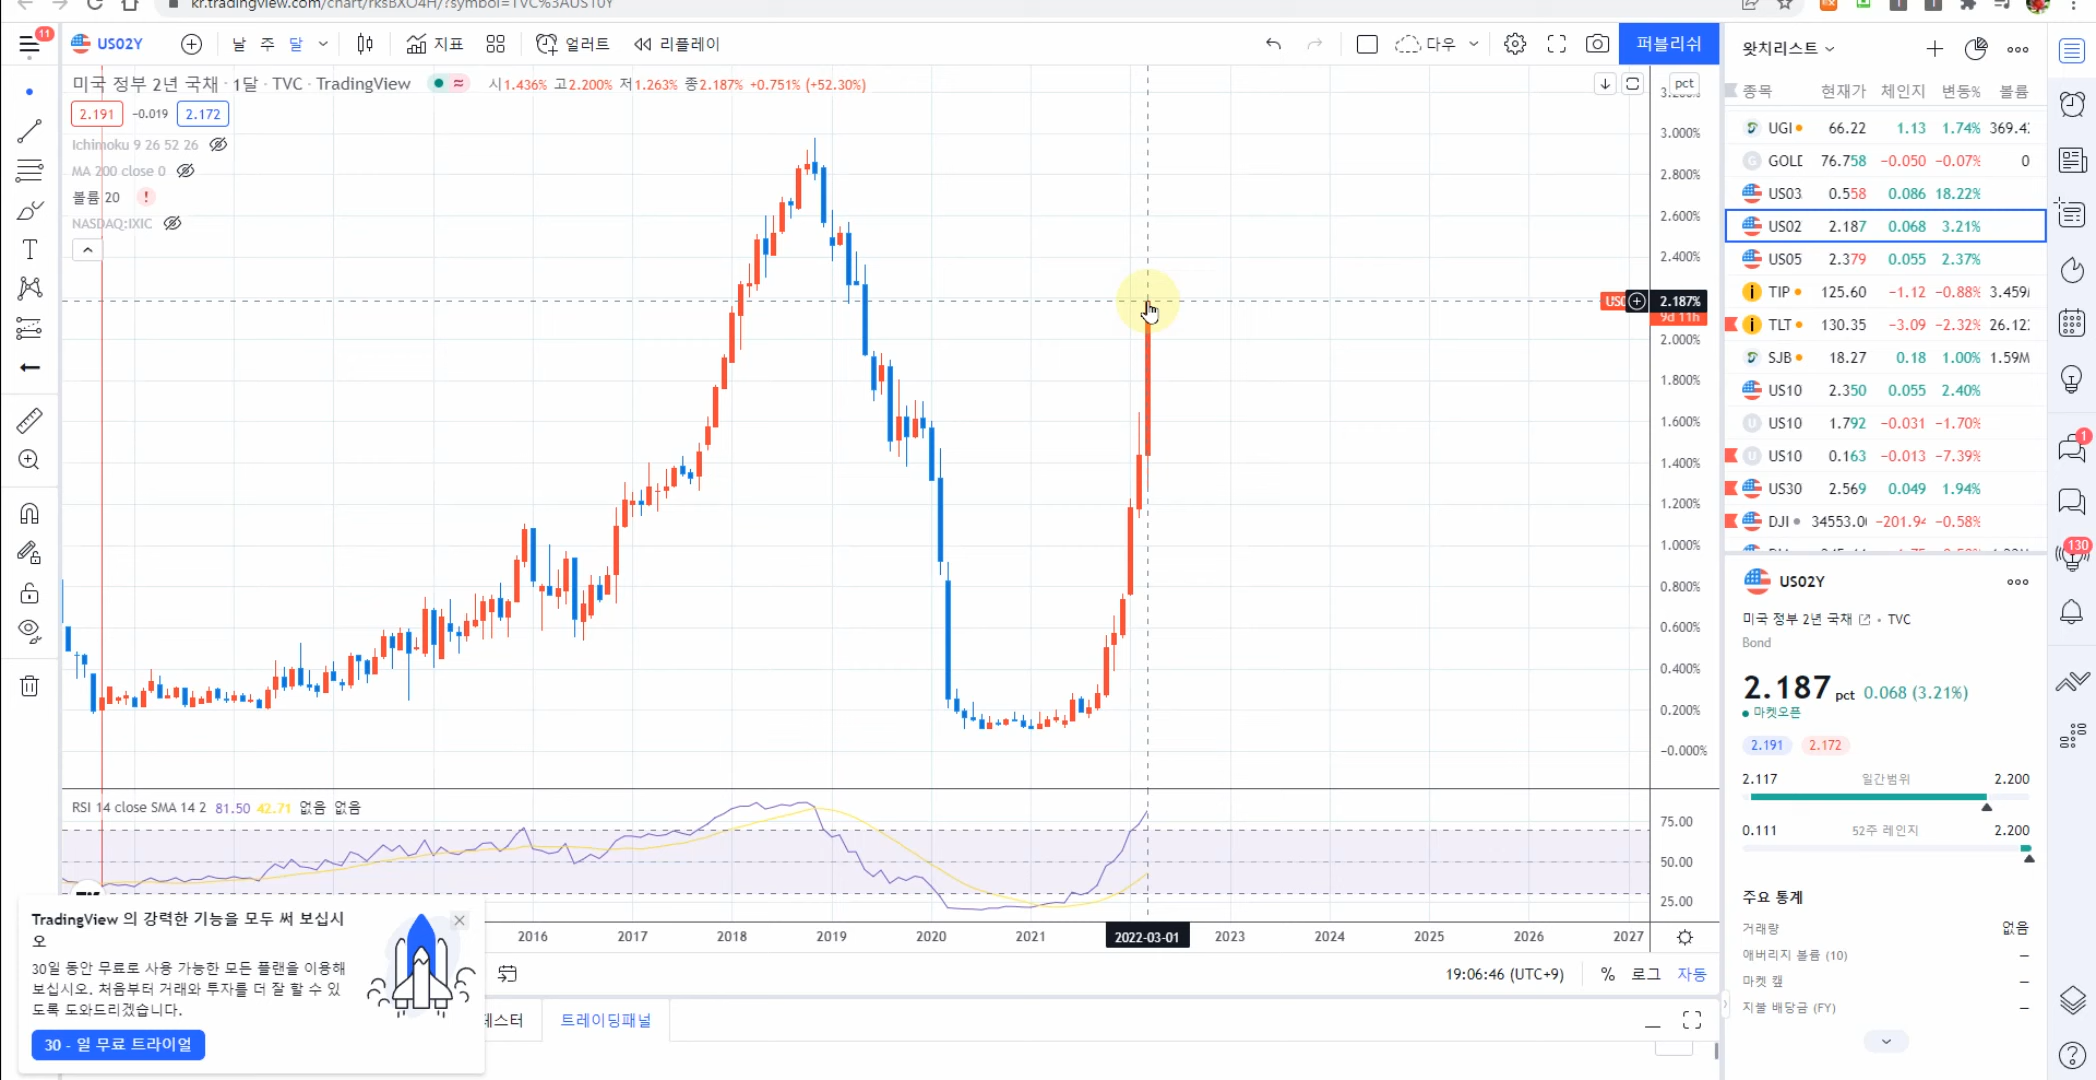 kr.tradingview.com/chart/rksBXO4H/?symbol=TVC%3AUS10Y
11
US02Y
날 주 달
지표
얼러트
리플레이
다우
퍼블리쉬
미국 정부 2년 국채 · 1달 · TVC · TradingView
시1.436% 고2.200% 저1.263% 종2.187% +0.751% (+52.30%)
2.191 −0.019 2.172
Ichimoku 9 26 52 26
MA 200 close 0
볼륨 20 !
NASDAQ:IXIC
pct
3.000%
2.800%
2.600%
2.400%
2.187%
9d 11h
2.000%
1.800%
1.600%
1.400%
1.200%
1.000%
0.800%
0.600%
0.400%
0.200%
−0.000%
RSI 14 close SMA 14 2 81.50 42.71 없음 없음
75.00
50.00
25.00
2016 2017 2018 2019 2020 2021 2022-03-01 2023 2024 2025 2026 2027
19:06:46 (UTC+9) % 로그 자동
테스터 트레이딩패널
TradingView 의 강력한 기능을 모두 써 보십시
오
30일 동안 무료로 사용 가능한 모든 플랜을 이용해
보십시오. 처음부터 거래와 투자를 더 잘 할 수 있
도록 도와드리겠습니다.
30 - 일 무료 트라이얼
왓치리스트
종목 현재가 체인지 변동% 볼륨
UGI 66.22 1.13 1.74% 369.4
GOLD 76.758 −0.050 −0.07% 0
US03 0.558 0.086 18.22%
US02 2.187 0.068 3.21%
US05 2.379 0.055 2.37%
TIP 125.60 −1.12 −0.88% 3.459
TLT 130.35 −3.09 −2.32% 26.12
SJB 18.27 0.18 1.00% 1.59M
US10 2.350 0.055 2.40%
US10 1.792 −0.031 −1.70%
US10 0.163 −0.013 −7.39%
US30 2.569 0.049 1.94%
DJI 34553.0 −201.94 −0.58%
US02Y
미국 정부 2년 국채 • TVC
Bond
2.187 pct 0.068 (3.21%)
마켓오픈
2.191 2.172
2.117 일간범위 2.200
0.111 52주 레인지 2.200
주요 통계
거래량 없음
애버리지 볼륨 (10) —
마켓 캪 —
지불 배당금 (FY) —
1
130